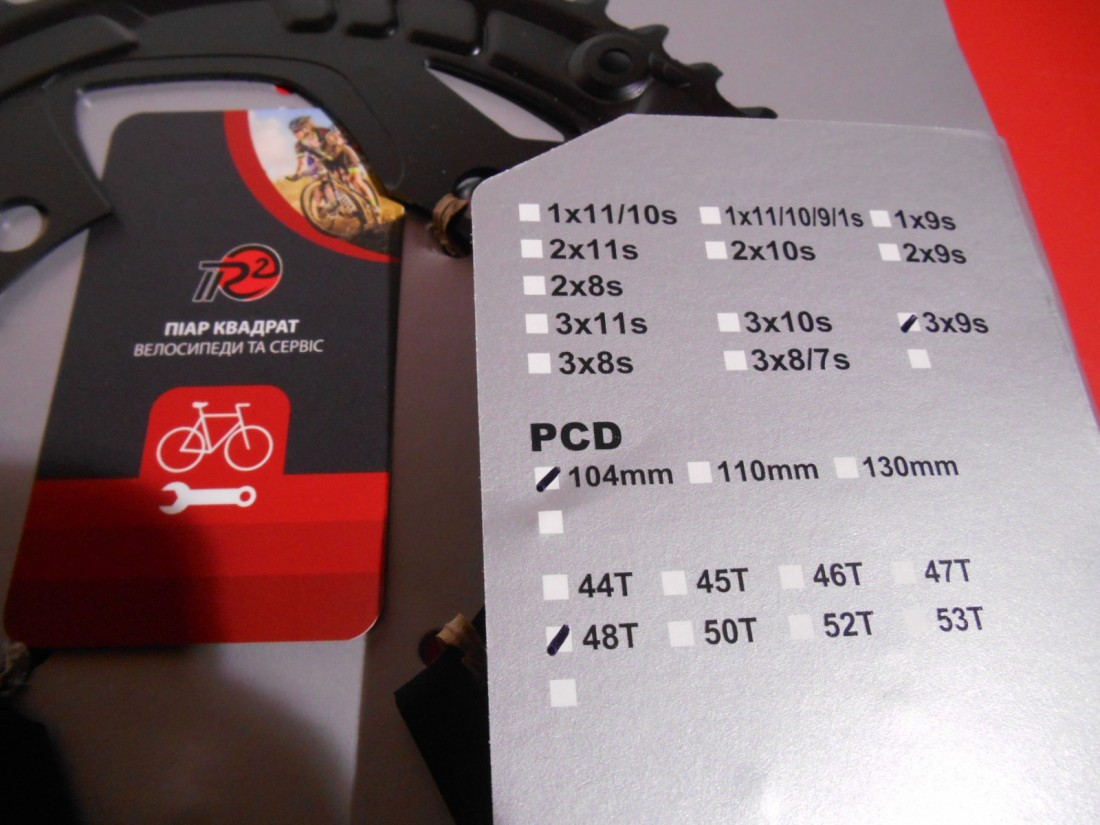 ПІАР КВАДРАТ
ВЕЛОСИПЕДИ ТА СЕРВІС
1x11/10s 1x11/10/9/1s 1x9s
2x11s 2x10s 2x9s
2x8s
3x11s 3x10s 3x9s
3x8s 3x8/7s
PCD
104mm 110mm 130mm
44T 45T 46T 47T
48T 50T 52T 53T